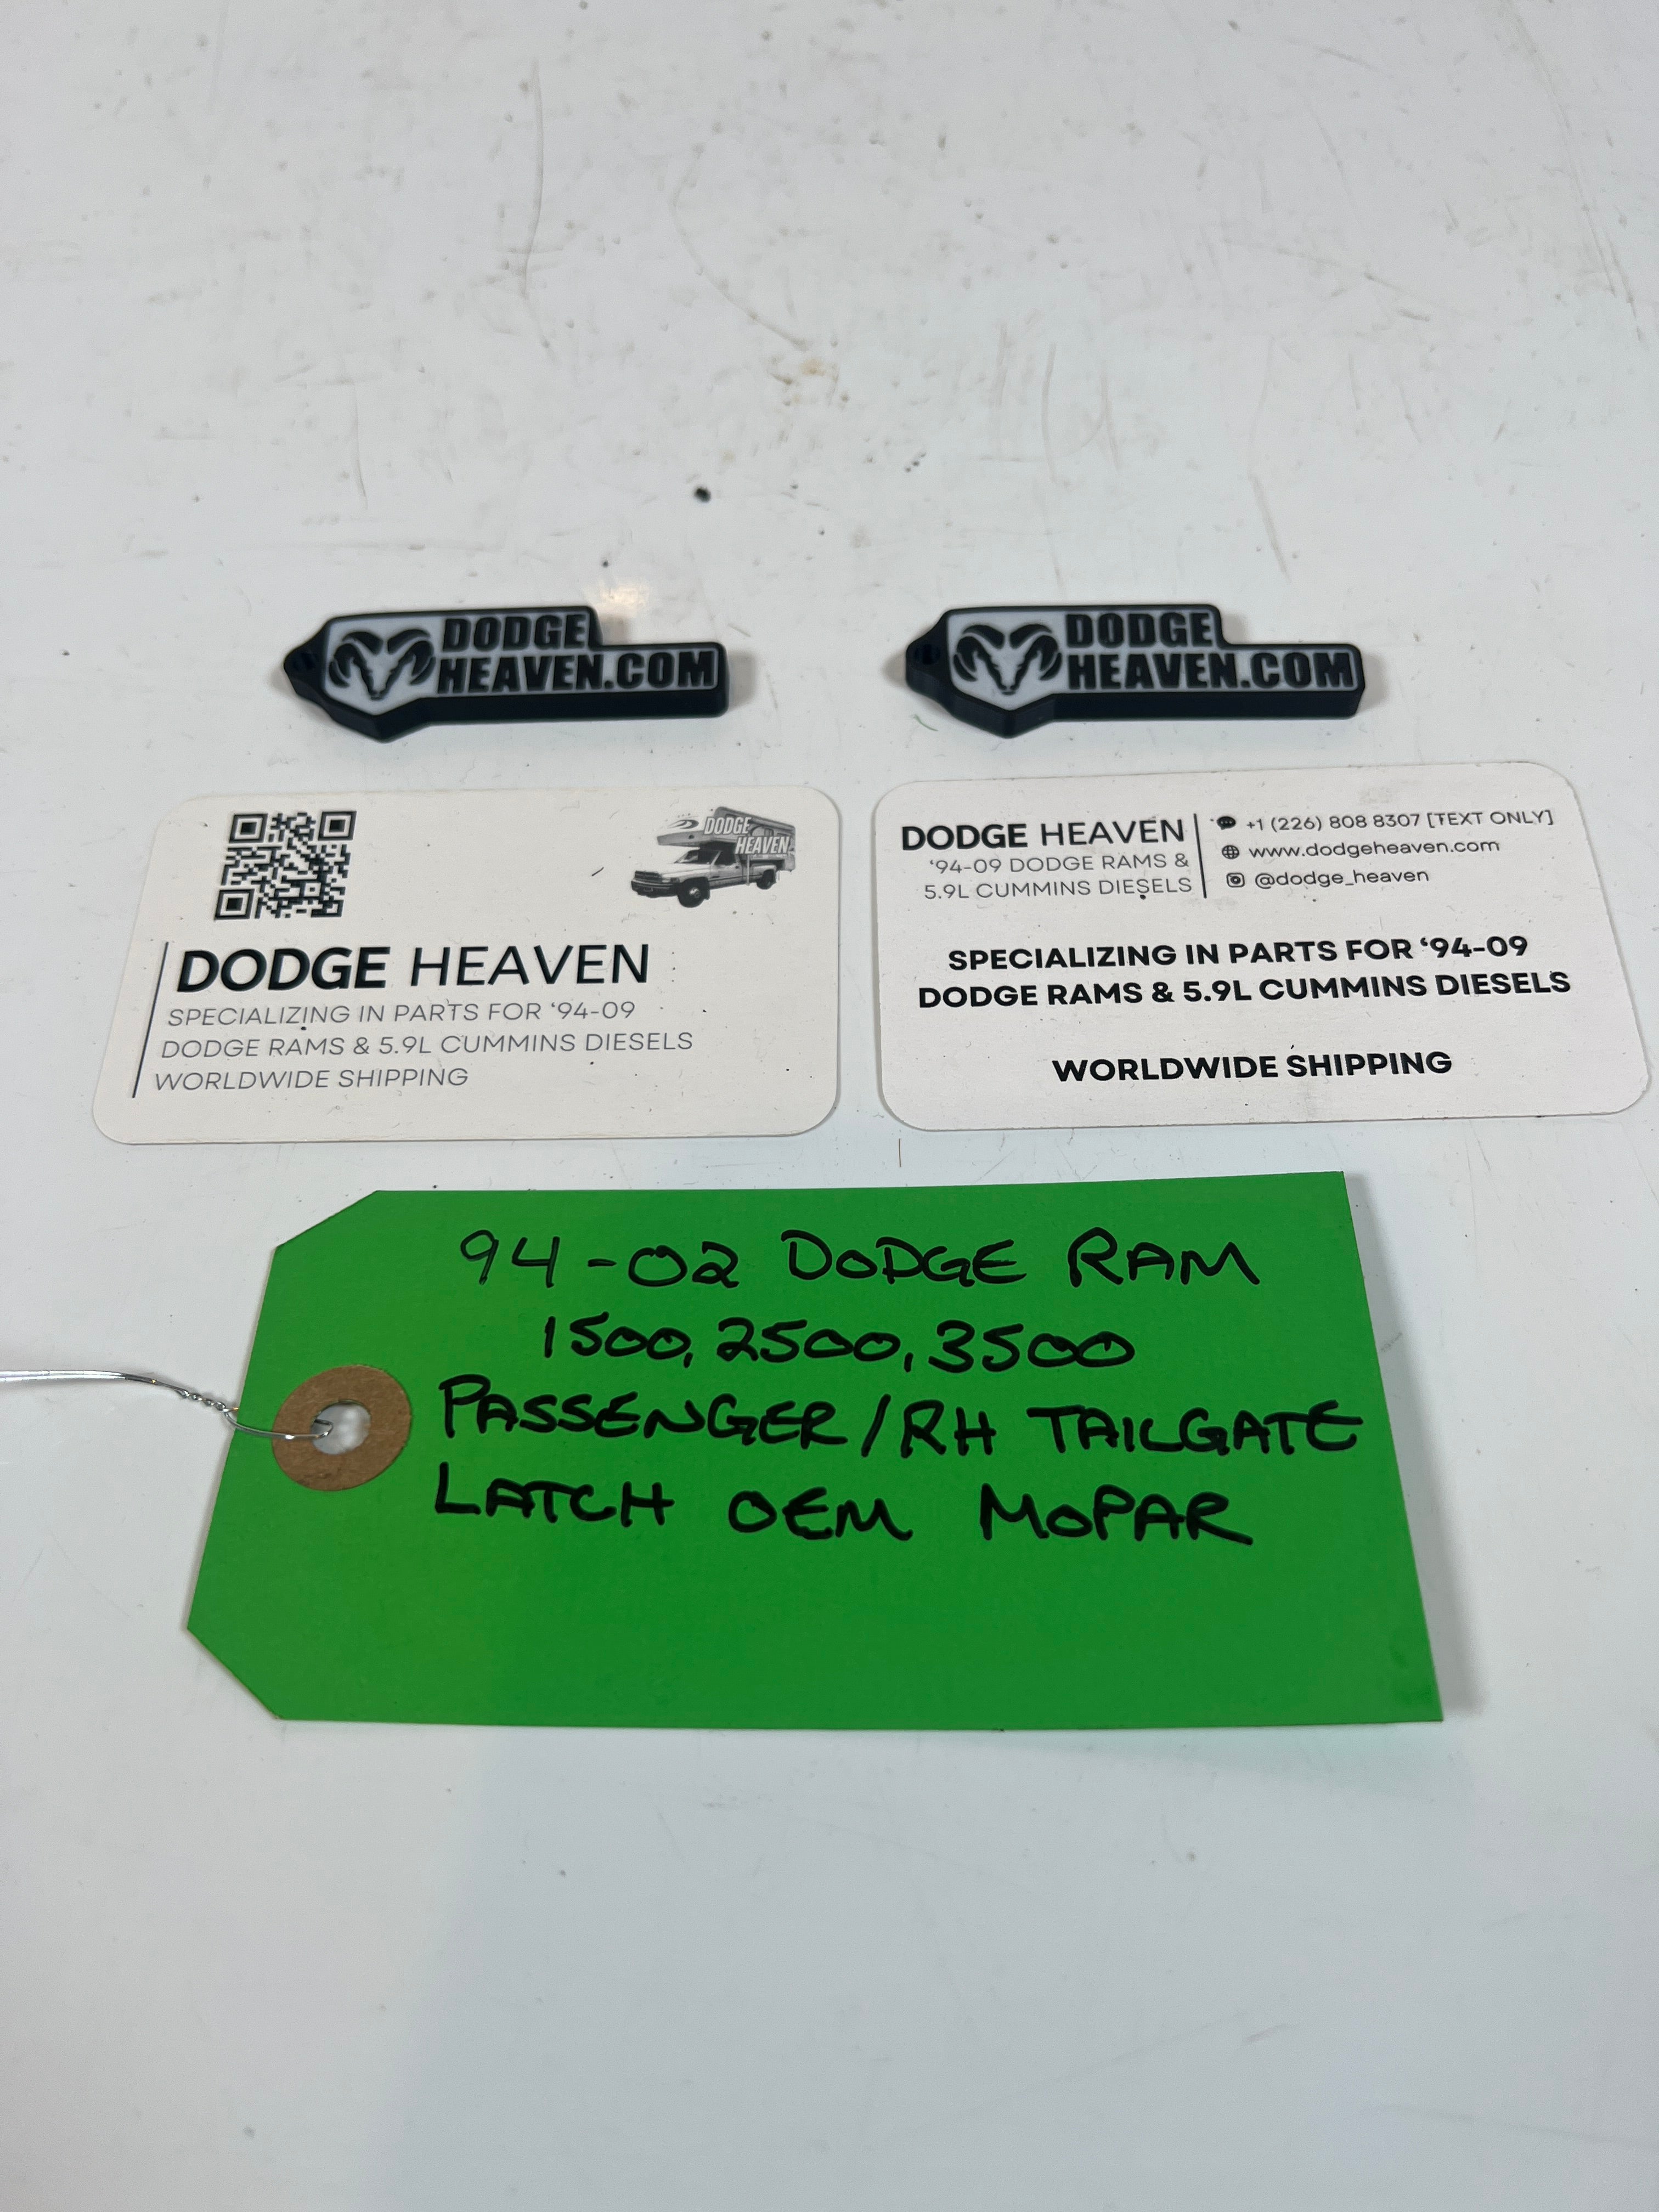 DODGE
HEAVEN.COM
DODGE
HEAVEN.COM
DODGE
HEAVEN
DODGE HEAVEN
SPECIALIZING IN PARTS FOR ‘94-09
DODGE RAMS & 5.9L CUMMINS DIESELS
WORLDWIDE SHIPPING
DODGE HEAVEN
‘94-09 DODGE RAMS &
5.9L CUMMINS DIESELS
+1 (226) 808 8307 [TEXT ONLY]
www.dodgeheaven.com
@dodge_heaven
SPECIALIZING IN PARTS FOR ‘94-09
DODGE RAMS & 5.9L CUMMINS DIESELS
WORLDWIDE SHIPPING
94-02 DODGE RAM
1500, 2500, 3500
PASSENGER/RH TAILGATE
LATCH OEM MOPAR